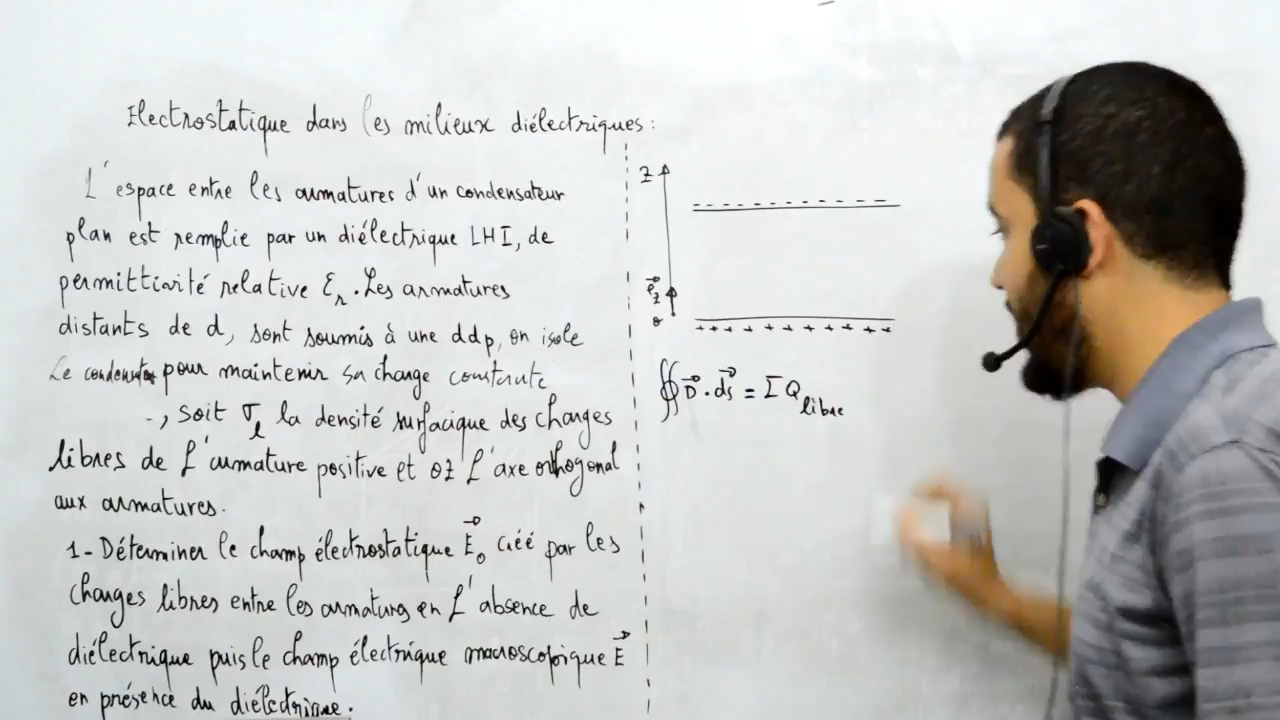 Electrostatique dans les milieux diélectriques :
L'espace entre les armatures d'un condensateur
plan est remplie par un diélectrique LHI, de
permittivité relative εr. Les armatures
distants de d, sont soumis à une ddp, on isole
Le pour maintenir sa charge constante
, soit σl la densité surfacique des charges
libres de l'armature positive et OZ l'axe orthogonal
aux armatures.
1- Déterminer le champ électrostatique E⃗₀ créé par les
charges libres entre les armatures en l'absence de
diélectrique puis le champ électrique macroscopique E⃗
en présence du diélectrique.
z
- - - - - - - - - - -
e⃗z
o
+ + + + + + + + + + +
∯ D⃗ . ds⃗ = Σ Q libre